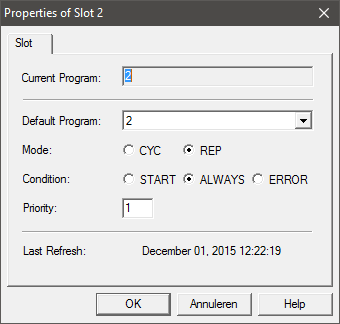 Properties of Slot 2
Slot
Current Program: 2
Default Program: 2
Mode: CYC REP
Condition: START ALWAYS ERROR
Priority: 1
Last Refresh: December 01, 2015 12:22:19
OK Annuleren Help